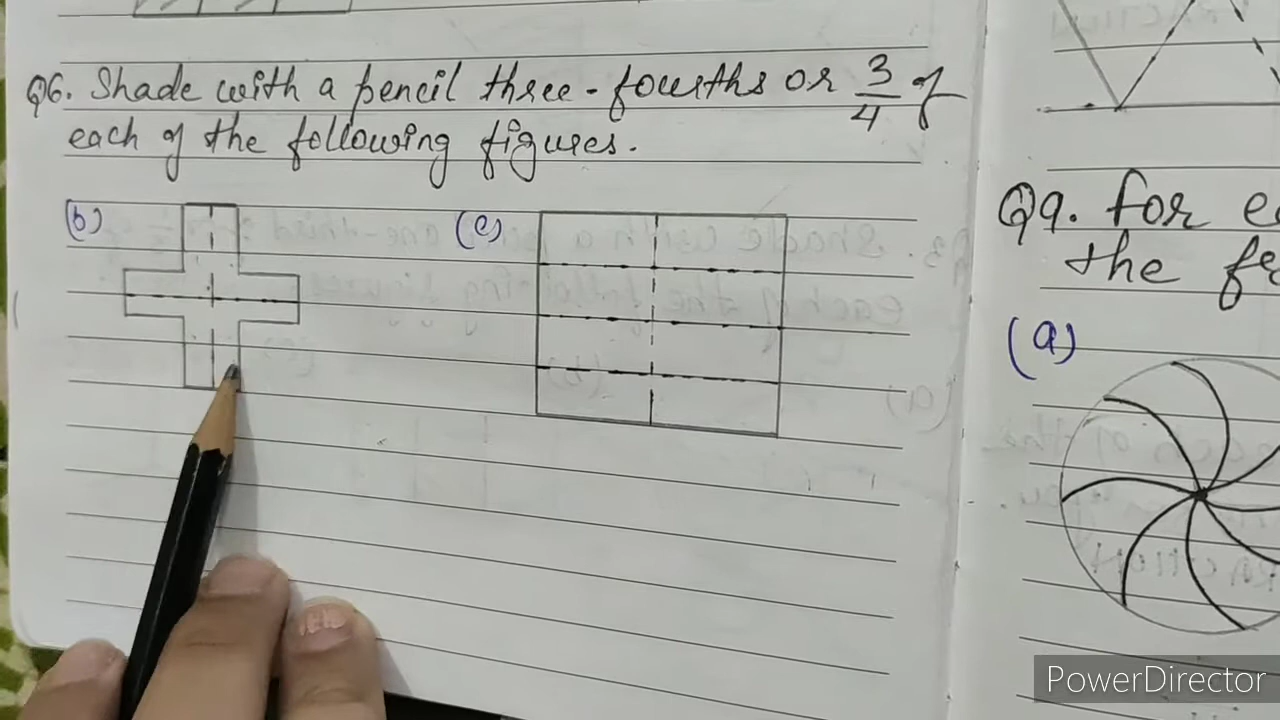 Q6. Shade with a pencil three-fourths or 3/4 of
each of the following figures.
(b)
(e)
Q9. For
the
(a)
PowerDirector